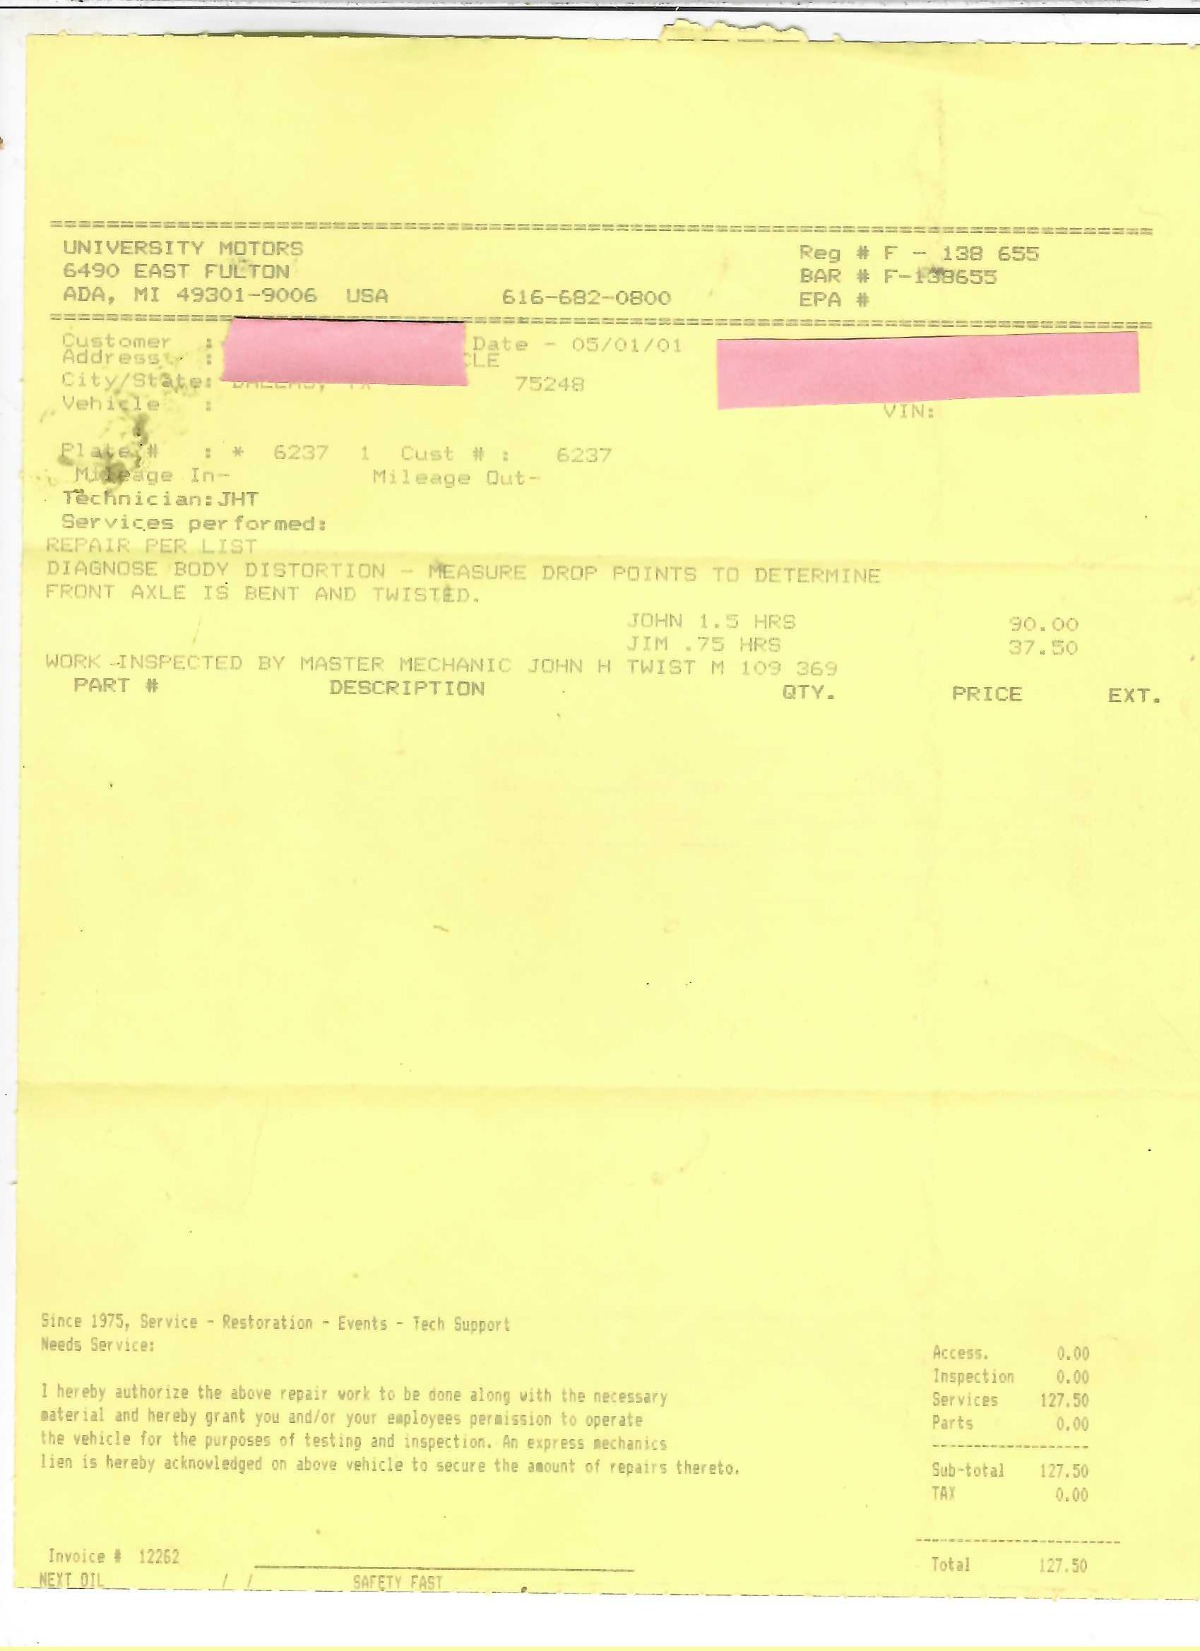 UNIVERSITY MOTORS Reg # F - 138 655
6490 EAST FULTON BAR # F-138655
ADA, MI 49301-9006 USA 616-682-0800 EPA #
Customer : Date - 05/01/01
Address : CLE
City/State: DALLAS, TX 75248
Vehicle : VIN:
Plate # : * 6237 1 Cust # : 6237
Mileage In- Mileage Out-
Technician:JHT
Services performed:
REPAIR PER LIST
DIAGNOSE BODY DISTORTION - MEASURE DROP POINTS TO DETERMINE
FRONT AXLE IS BENT AND TWISTED.
JOHN 1.5 HRS 90.00
JIM .75 HRS 37.50
WORK INSPECTED BY MASTER MECHANIC JOHN H TWIST M 109 369
PART # DESCRIPTION QTY. PRICE EXT.
Since 1975, Service - Restoration - Events - Tech Support
Needs Service:
I hereby authorize the above repair work to be done along with the necessary
material and hereby grant you and/or your employees permission to operate
the vehicle for the purposes of testing and inspection. An express mechanics
lien is hereby acknowledged on above vehicle to secure the amount of repairs thereto.
Access. 0.00
Inspection 0.00
Services 127.50
Parts 0.00
Sub-total 127.50
TAX 0.00
Total 127.50
Invoice # 12262
NEXT OIL / / SAFETY FAST